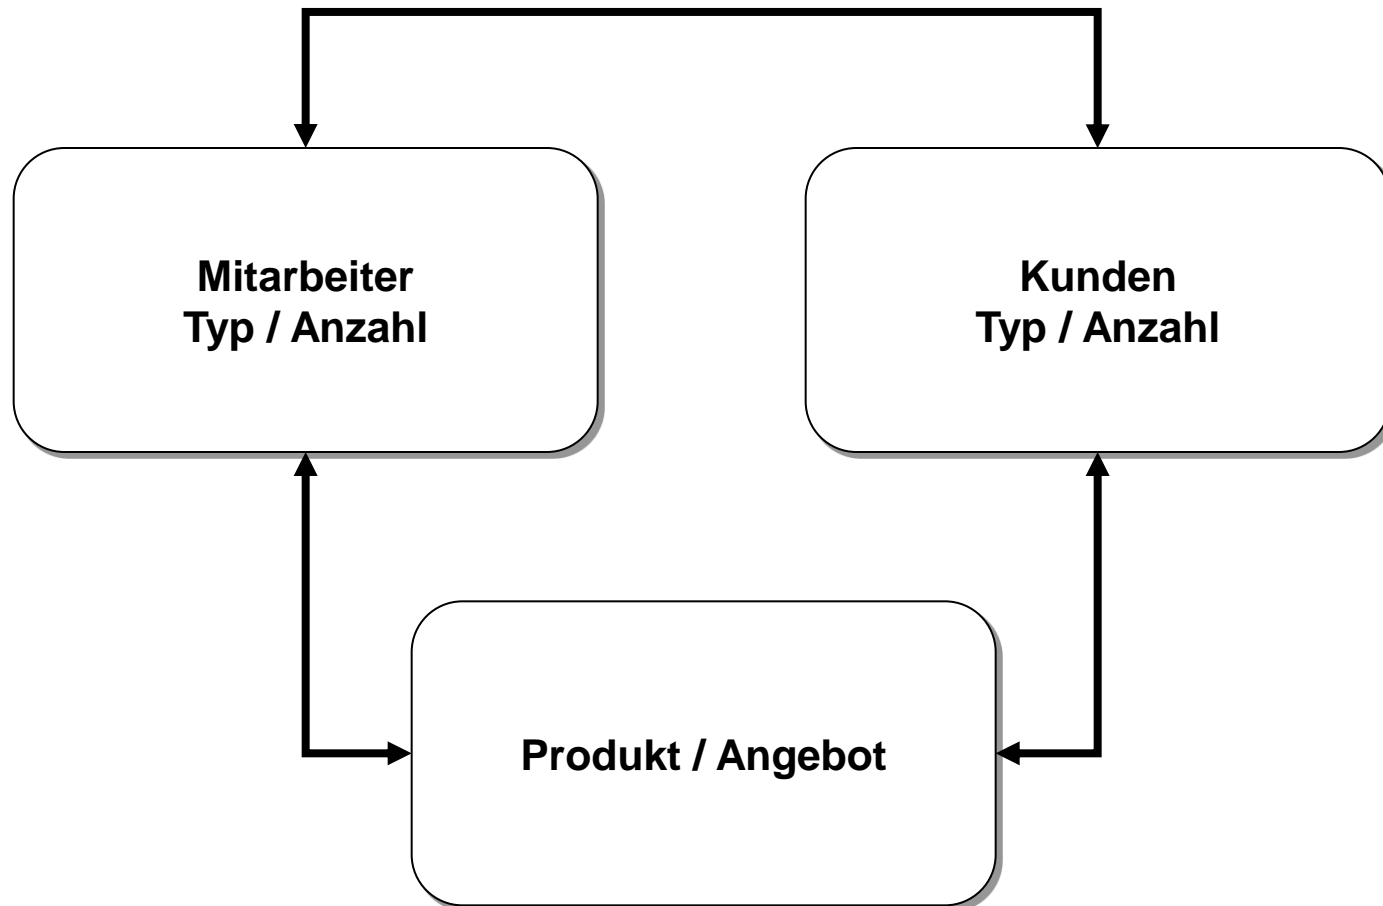 Mitarbeiter
Typ / Anzahl
Kunden
Typ / Anzahl
Produkt / Angebot